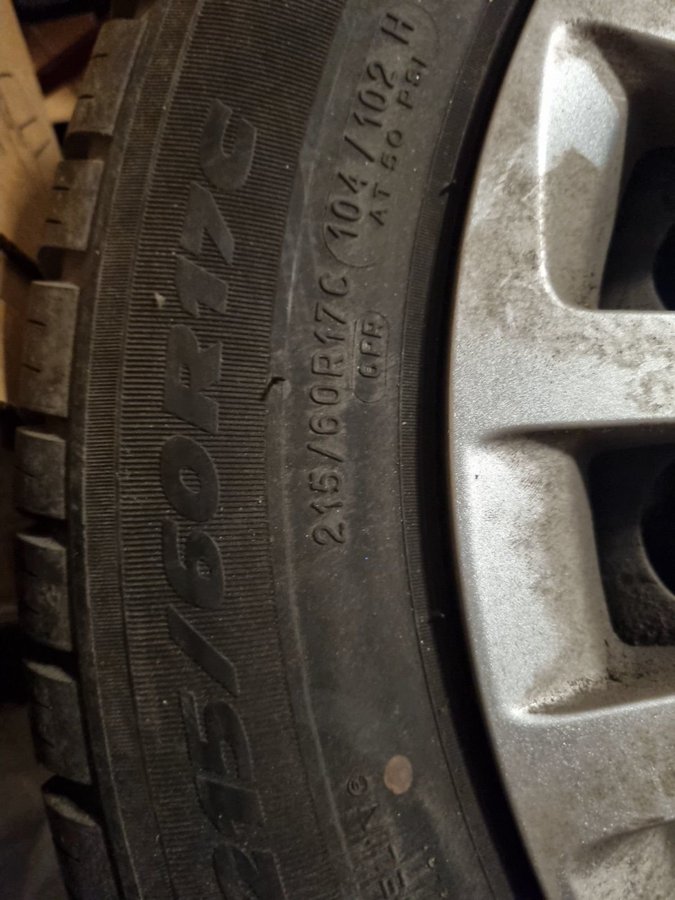 215/60R17C
215/60R17C 104/102 H
AT 50 PSI
6PR